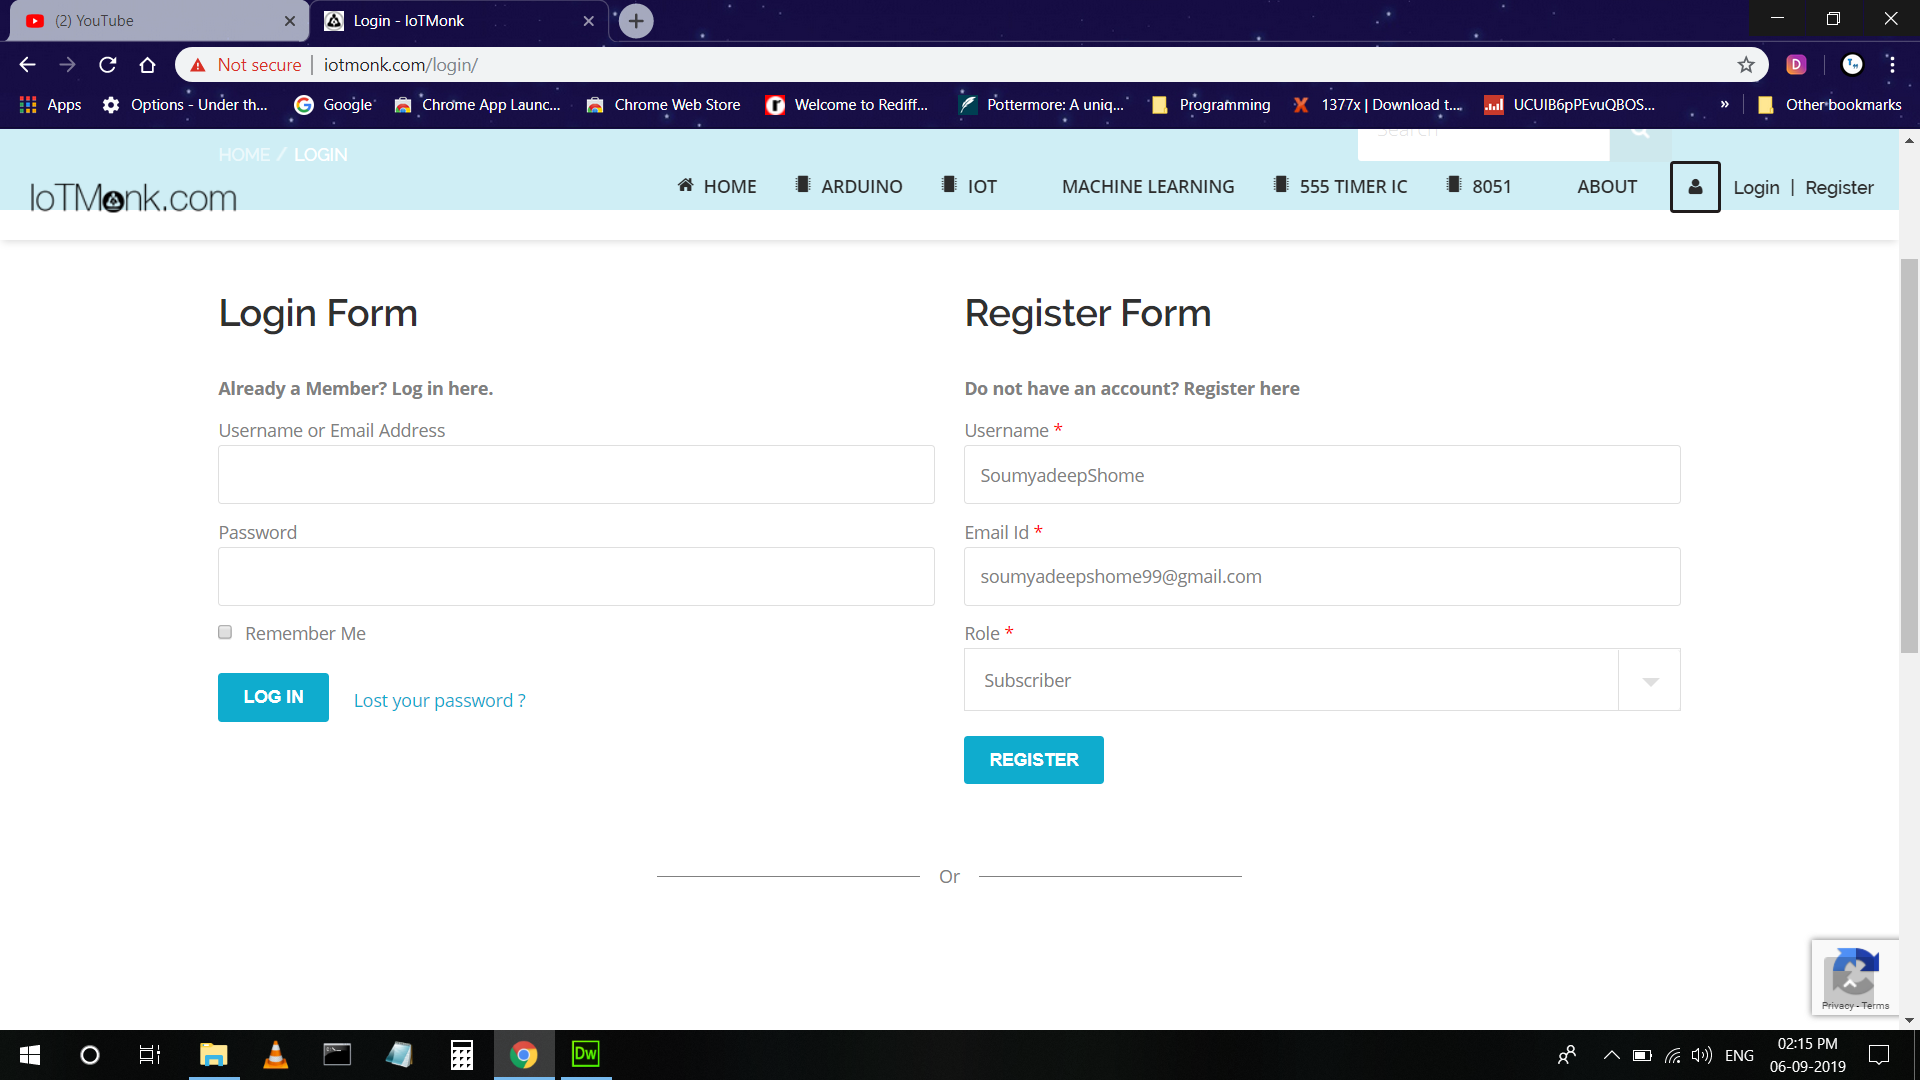 (2) YouTube
Login - IoTMonk
Not secure | iotmonk.com/login/
Apps
Options - Under th...
Google
Chrome App Launc...
Chrome Web Store
Welcome to Rediff...
Pottermore: A uniq...
Programming
1377x | Download t...
UCUIB6pPEvuQBOS...
»
Other bookmarks
Search
HOME / LOGIN
IoTMonk.com
HOME
ARDUINO
IOT
MACHINE LEARNING
555 TIMER IC
8051
ABOUT
Login | Register
Login Form
Already a Member? Log in here.
Username or Email Address
Password
Remember Me
LOG IN
Lost your password ?
Register Form
Do not have an account? Register here
Username *
SoumyadeepShome
Email Id *
soumyadeepshome99@gmail.com
Role *
Subscriber
REGISTER
Or
Privacy - Terms
Dw
ENG
02:15 PM
06-09-2019